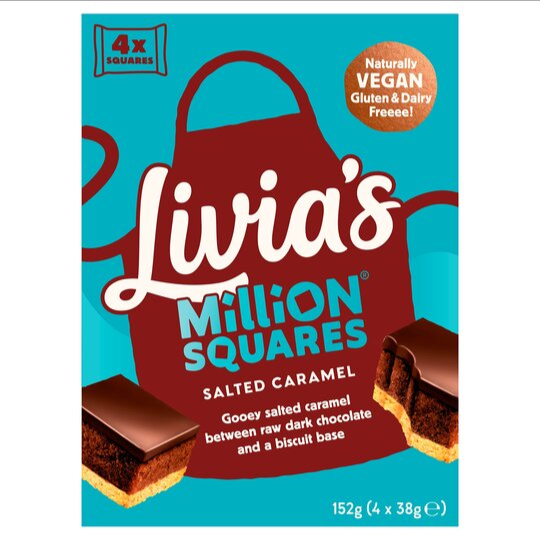 4x
SQUARES
Naturally
VEGAN
Gluten & Dairy
Freeee!
Livia's
Million®
SQUARES
SALTED CARAMEL
Gooey salted caramel
between raw dark chocolate
and a biscuit base
152g (4 x 38g ℮)